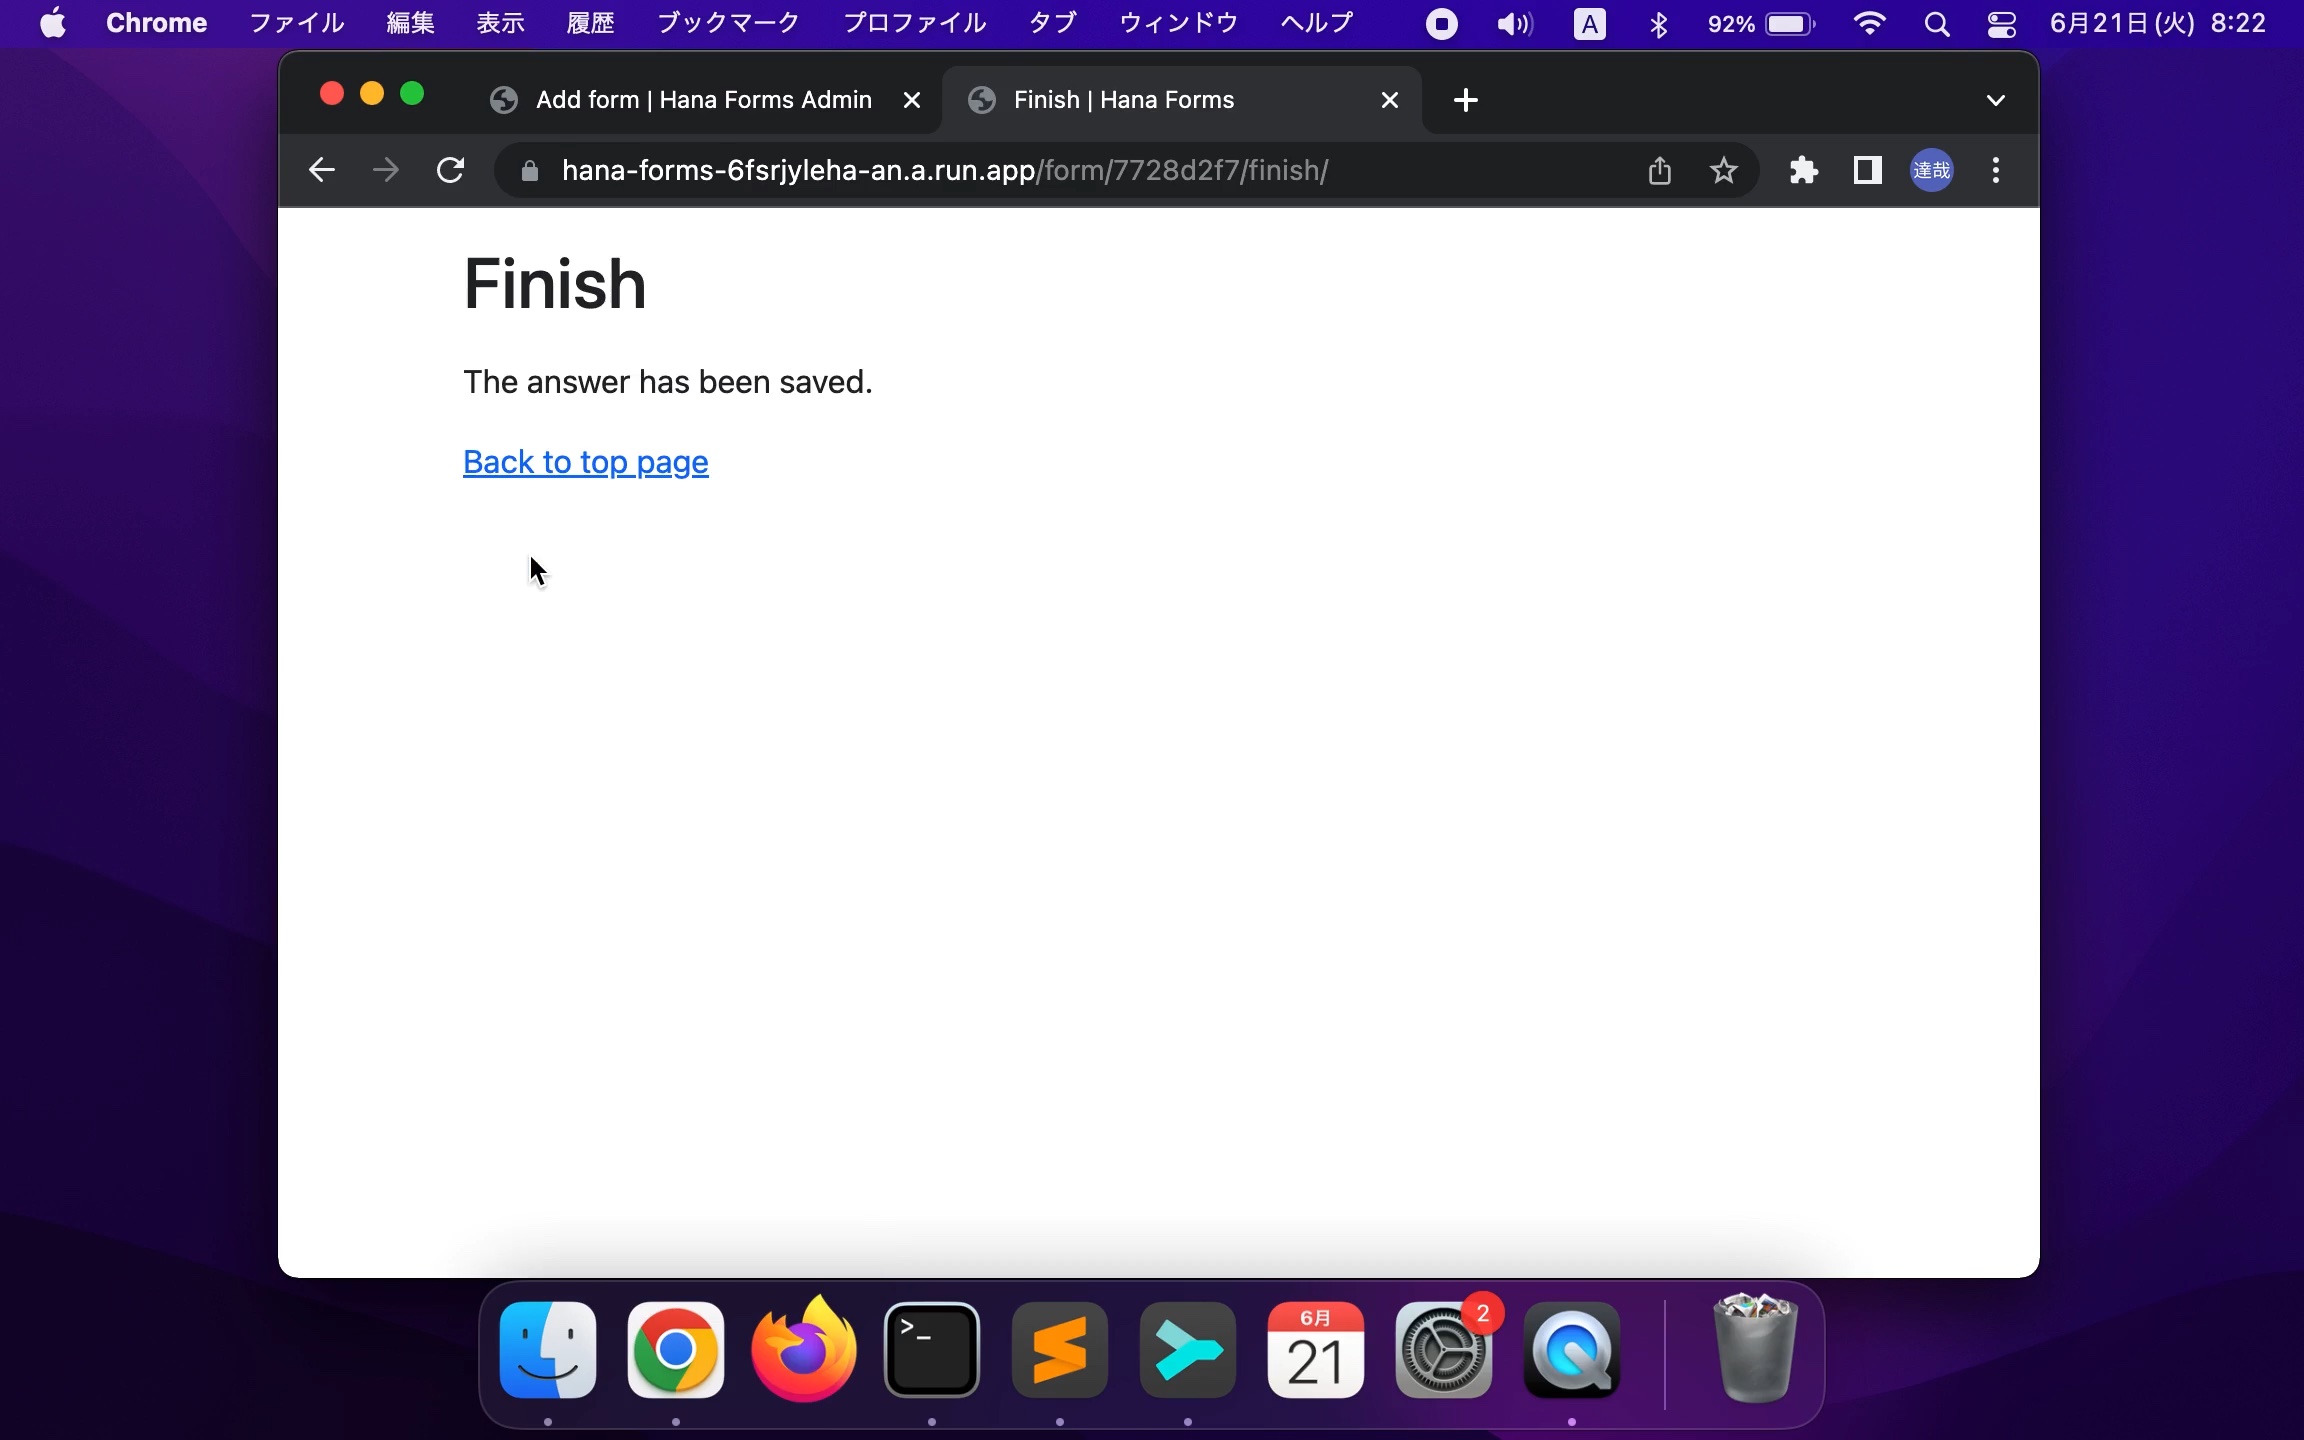 Chrome ファイル 編集 表示 履歴 ブックマーク プロファイル タブ ウィンドウ ヘルプ A 92% 6月21日(火) 8:22
Add form | Hana Forms Admin
Finish | Hana Forms
hana-forms-6fsrjyleha-an.a.run.app/form/7728d2f7/finish/
達哉
Finish
The answer has been saved.
Back to top page
>_
6月
21
2